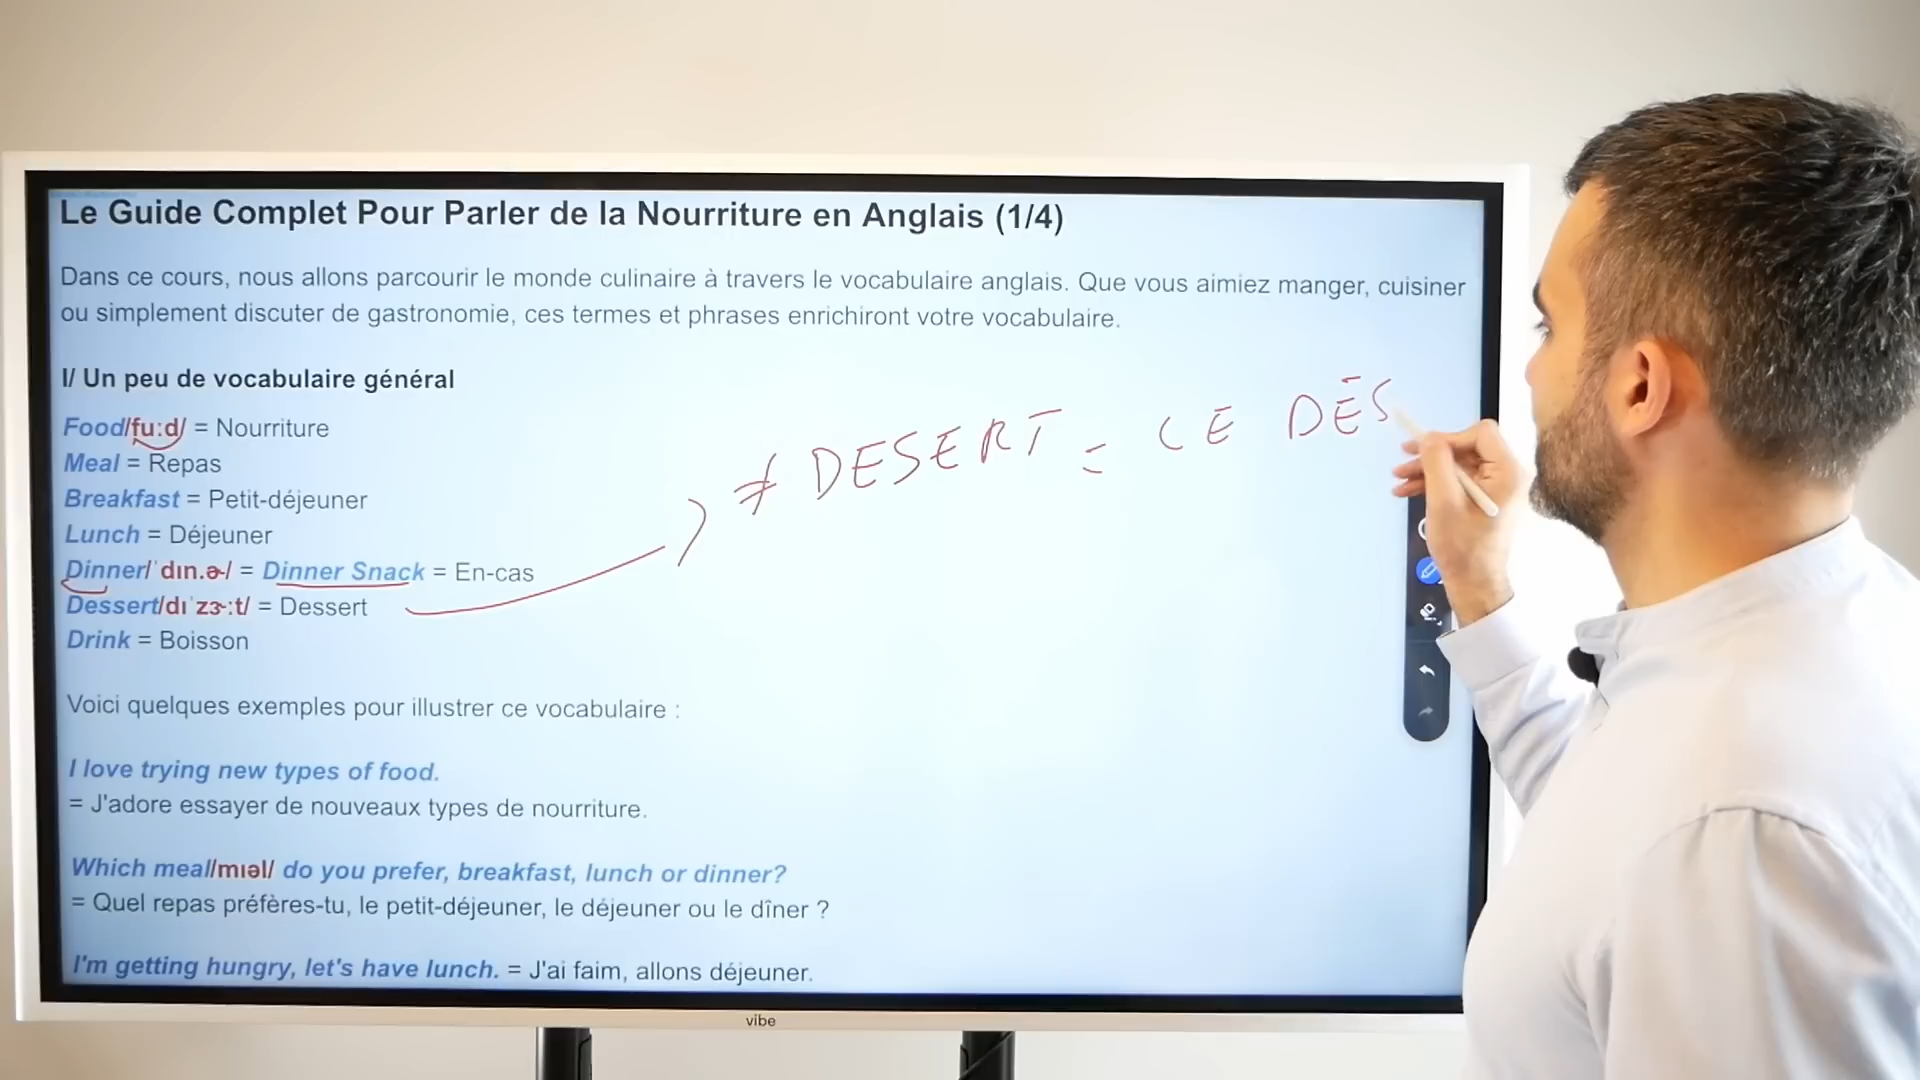 Le Guide Complet Pour Parler de la Nourriture en Anglais (1/4)
Dans ce cours, nous allons parcourir le monde culinaire à travers le vocabulaire anglais. Que vous aimiez manger, cuisiner
ou simplement discuter de gastronomie, ces termes et phrases enrichiront votre vocabulaire.
I/ Un peu de vocabulaire général
Food/fu:d/ = Nourriture
Meal = Repas
Breakfast = Petit-déjeuner
Lunch = Déjeuner
Dinner/ˈdɪn.ɚ/ = Dinner Snack = En-cas
Dessert/dɪˈzɝːt/ = Dessert
Drink = Boisson
≠ DESERT = LE DÉS
Voici quelques exemples pour illustrer ce vocabulaire :
I love trying new types of food.
= J'adore essayer de nouveaux types de nourriture.
Which meal/mɪəl/ do you prefer, breakfast, lunch or dinner?
= Quel repas préfères-tu, le petit-déjeuner, le déjeuner ou le dîner ?
I'm getting hungry, let's have lunch. = J'ai faim, allons déjeuner.
vibe